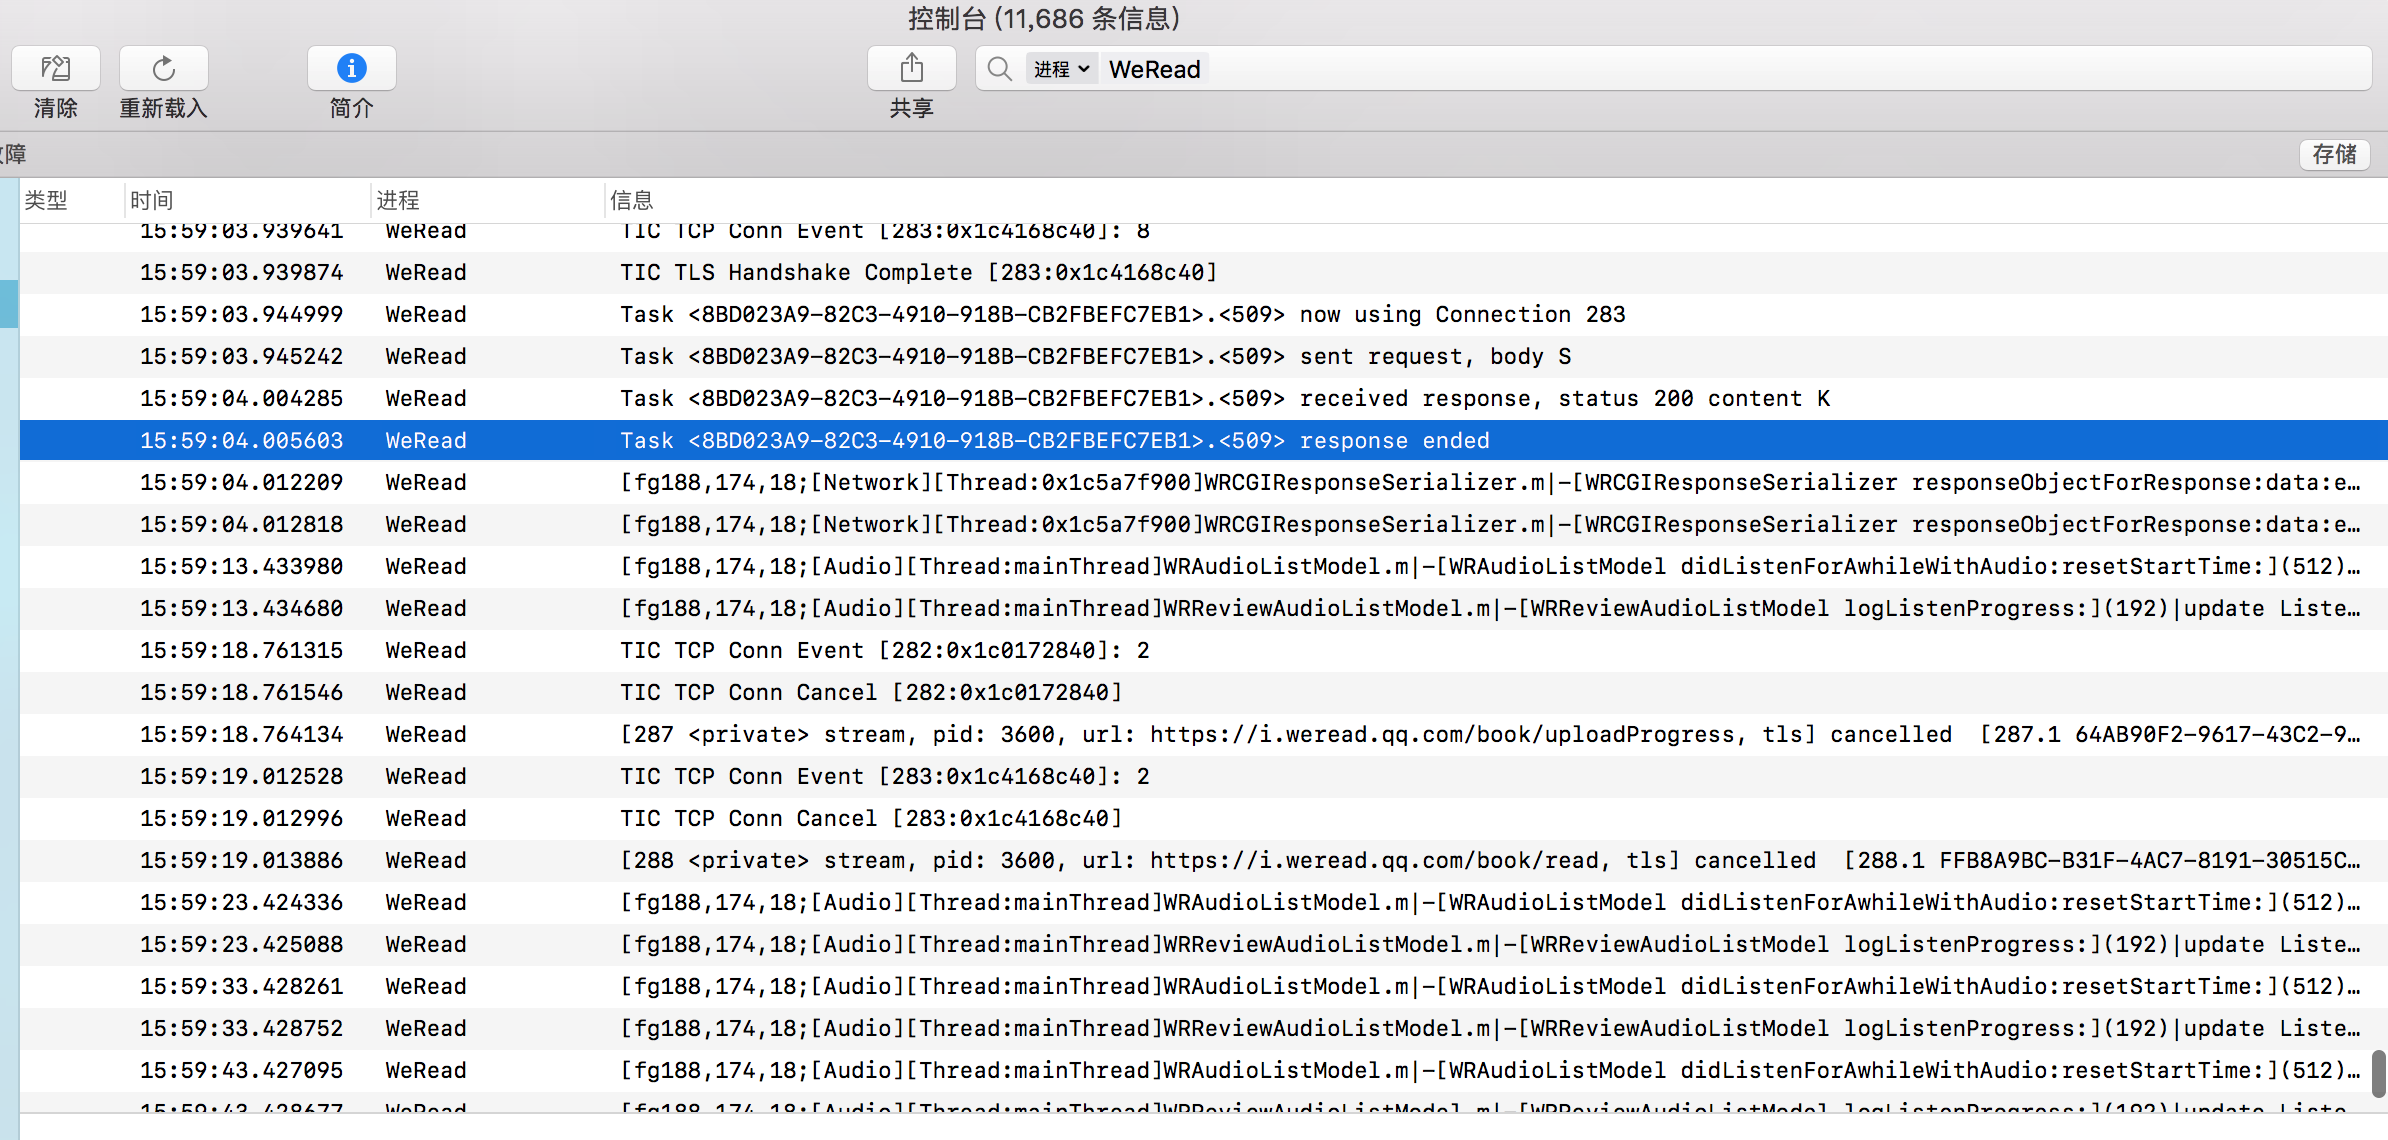 控制台 (11,686 条信息)
进程 WeRead
清除 重新载入 简介 共享
障 存储
类型 时间 进程 信息
15:59:03.939641 WeRead TIC TCP Conn Event [283:0x1c4168c40]: 8
15:59:03.939874 WeRead TIC TLS Handshake Complete [283:0x1c4168c40]
15:59:03.944999 WeRead Task <8BD023A9-82C3-4910-918B-CB2FBEFC7EB1>.<509> now using Connection 283
15:59:03.945242 WeRead Task <8BD023A9-82C3-4910-918B-CB2FBEFC7EB1>.<509> sent request, body S
15:59:04.004285 WeRead Task <8BD023A9-82C3-4910-918B-CB2FBEFC7EB1>.<509> received response, status 200 content K
15:59:04.005603 WeRead Task <8BD023A9-82C3-4910-918B-CB2FBEFC7EB1>.<509> response ended
15:59:04.012209 WeRead [fg188,174,18;[Network][Thread:0x1c5a7f900]WRCGIResponseSerializer.m|-[WRCGIResponseSerializer responseObjectForResponse:data:e…
15:59:04.012818 WeRead [fg188,174,18;[Network][Thread:0x1c5a7f900]WRCGIResponseSerializer.m|-[WRCGIResponseSerializer responseObjectForResponse:data:e…
15:59:13.433980 WeRead [fg188,174,18;[Audio][Thread:mainThread]WRAudioListModel.m|-[WRAudioListModel didListenForAwhileWithAudio:resetStartTime:](512)…
15:59:13.434680 WeRead [fg188,174,18;[Audio][Thread:mainThread]WRReviewAudioListModel.m|-[WRReviewAudioListModel logListenProgress:](192)|update Liste…
15:59:18.761315 WeRead TIC TCP Conn Event [282:0x1c0172840]: 2
15:59:18.761546 WeRead TIC TCP Conn Cancel [282:0x1c0172840]
15:59:18.764134 WeRead [287 <private> stream, pid: 3600, url: https://i.weread.qq.com/book/uploadProgress, tls] cancelled [287.1 64AB90F2-9617-43C2-9…
15:59:19.012528 WeRead TIC TCP Conn Event [283:0x1c4168c40]: 2
15:59:19.012996 WeRead TIC TCP Conn Cancel [283:0x1c4168c40]
15:59:19.013886 WeRead [288 <private> stream, pid: 3600, url: https://i.weread.qq.com/book/read, tls] cancelled [288.1 FFB8A9BC-B31F-4AC7-8191-30515C…
15:59:23.424336 WeRead [fg188,174,18;[Audio][Thread:mainThread]WRAudioListModel.m|-[WRAudioListModel didListenForAwhileWithAudio:resetStartTime:](512)…
15:59:23.425088 WeRead [fg188,174,18;[Audio][Thread:mainThread]WRReviewAudioListModel.m|-[WRReviewAudioListModel logListenProgress:](192)|update Liste…
15:59:33.428261 WeRead [fg188,174,18;[Audio][Thread:mainThread]WRAudioListModel.m|-[WRAudioListModel didListenForAwhileWithAudio:resetStartTime:](512)…
15:59:33.428752 WeRead [fg188,174,18;[Audio][Thread:mainThread]WRReviewAudioListModel.m|-[WRReviewAudioListModel logListenProgress:](192)|update Liste…
15:59:43.427095 WeRead [fg188,174,18;[Audio][Thread:mainThread]WRAudioListModel.m|-[WRAudioListModel didListenForAwhileWithAudio:resetStartTime:](512)…
15:59:43.428677 WeRead [fg188,174,18;[Audio][Thread:mainThread]WRReviewAudioListModel.m|-[WRReviewAudioListModel logListenProgress:](192)|update Liste…